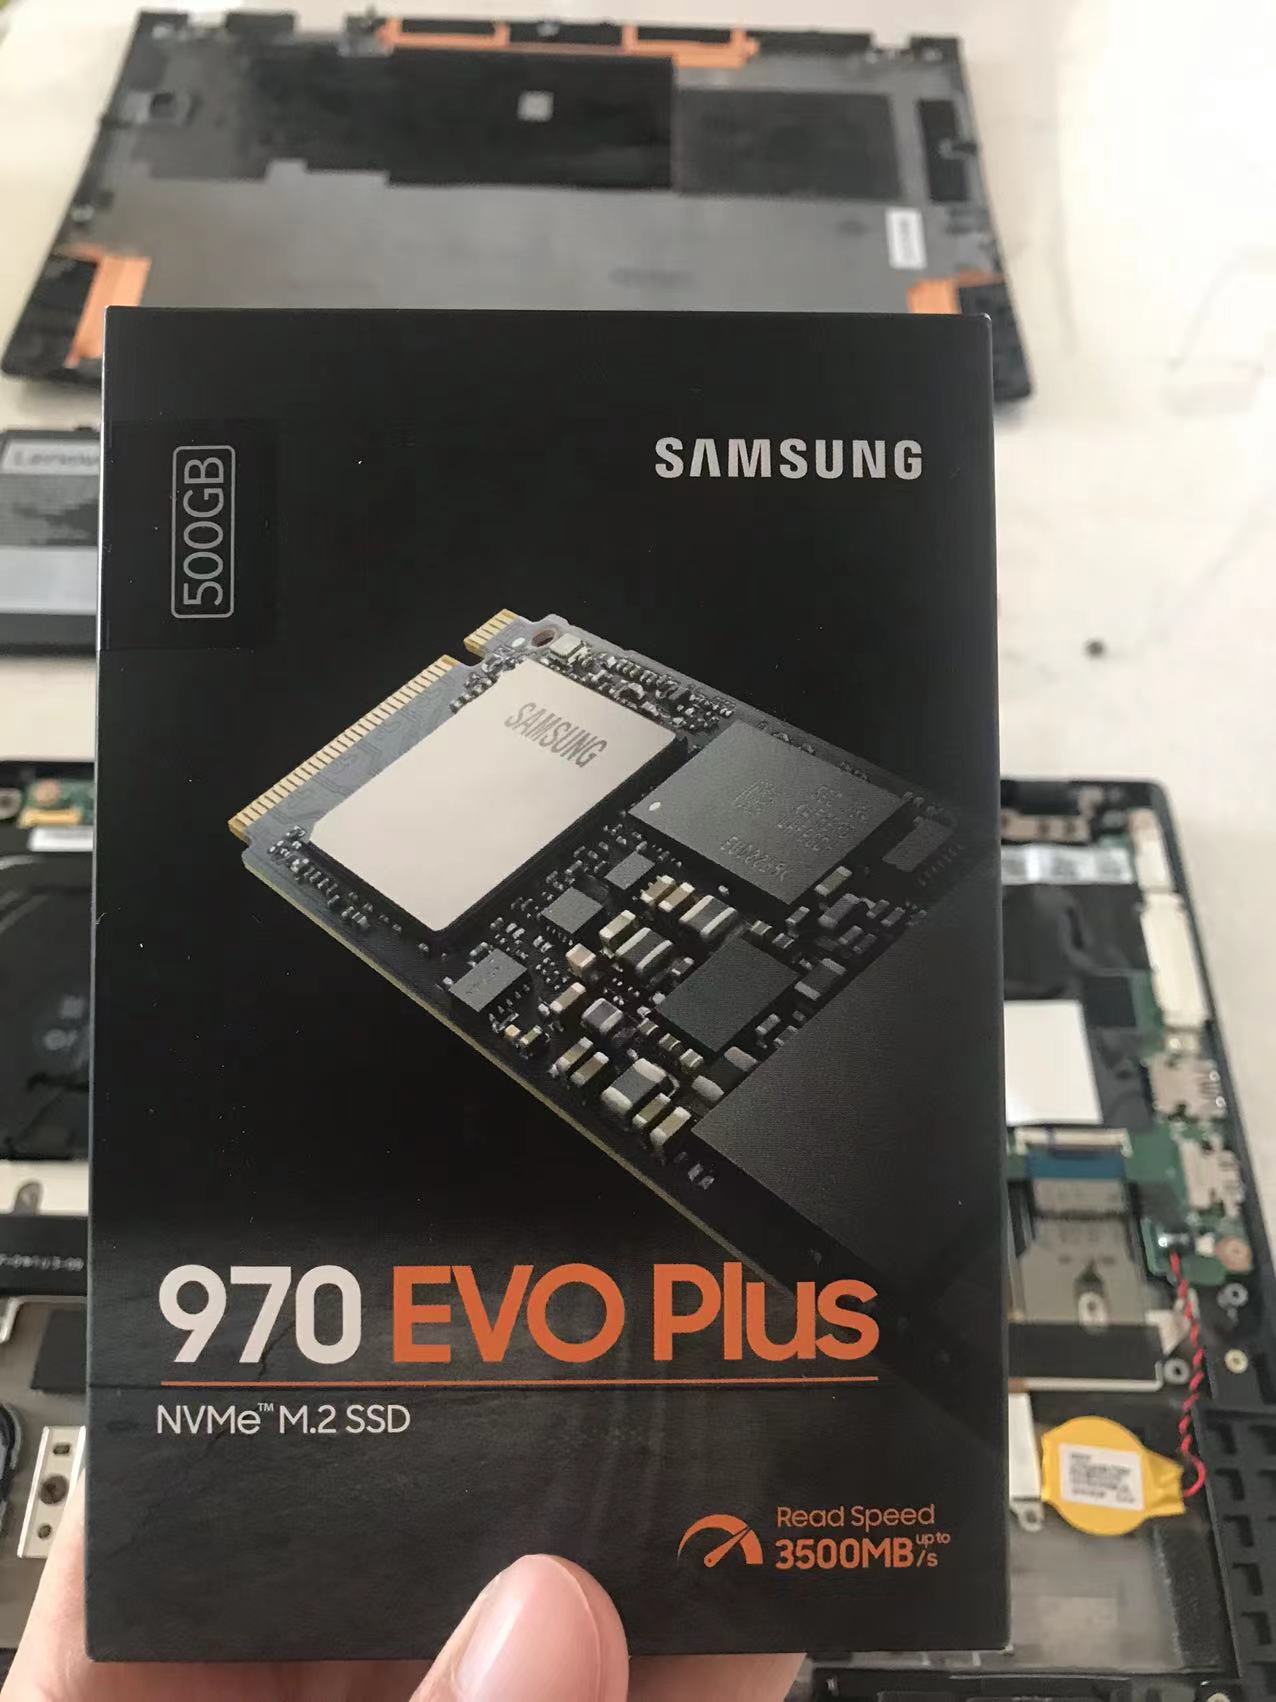 Lenovo
500GB
SAMSUNG
SAMSUNG
970 EVO Plus
NVMe™ M.2 SSD
Read Speed
up to
3500MB/s